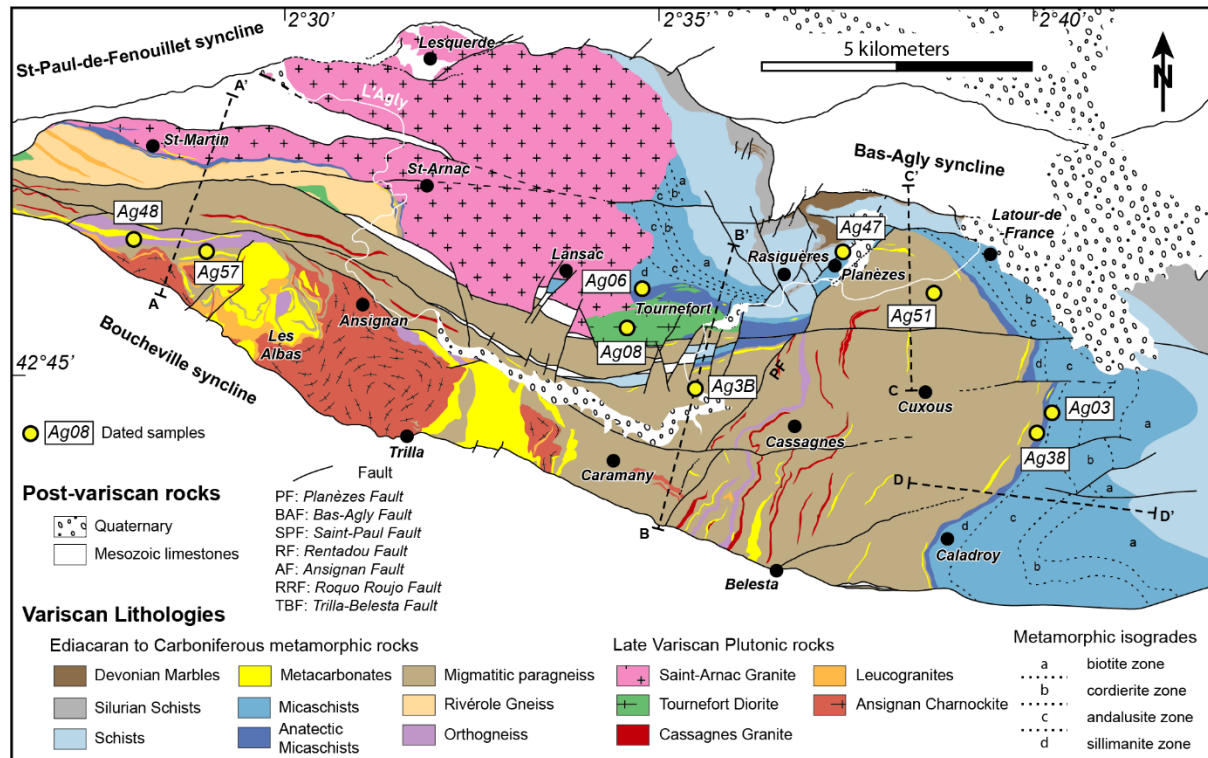 2°30'
2°35'
2°40'
St-Paul-de-Fenouillet syncline
Lesquerde
5 kilometers
N
A'
L'Agly
St-Martin
St-Arnac
Bas-Agly syncline
C'
a
c
b
d
Ag48
Ag57
A
B'
Ag47
Latour-de
-France
Rasiguères
Planèzes
Lansac
Ag06
d
c
b
a
Tournefort
Ag08
Ag51
Ansignan
Les
Albas
42°45
Boucheville syncline
PF
Ag3B
C
Cuxous
Ag03
Ag38
Cassagnes
Trilla
Caramany
B
D
D'
Caladroy
Belesta
Ag08
Dated samples
Fault
PF: Planèzes Fault
BAF: Bas-Agly Fault
SPF: Saint-Paul Fault
RF: Rentadou Fault
AF: Ansignan Fault
RRF: Roquo Roujo Fault
TBF: Trilla-Belesta Fault
Post-variscan rocks
Quaternary
Mesozoic limestones
Variscan Lithologies
Ediacaran to Carboniferous metamorphic rocks
Devonian Marbles
Silurian Schists
Schists
Metacarbonates
Micaschists
Anatectic
Micaschists
Migmatitic paragneiss
Rivérole Gneiss
Orthogneiss
Late Variscan Plutonic rocks
Saint-Arnac Granite
Tournefort Diorite
Cassagnes Granite
Leucogranites
Ansignan Charnockite
Metamorphic isogrades
a biotite zone
b cordierite zone
c andalusite zone
d sillimanite zone